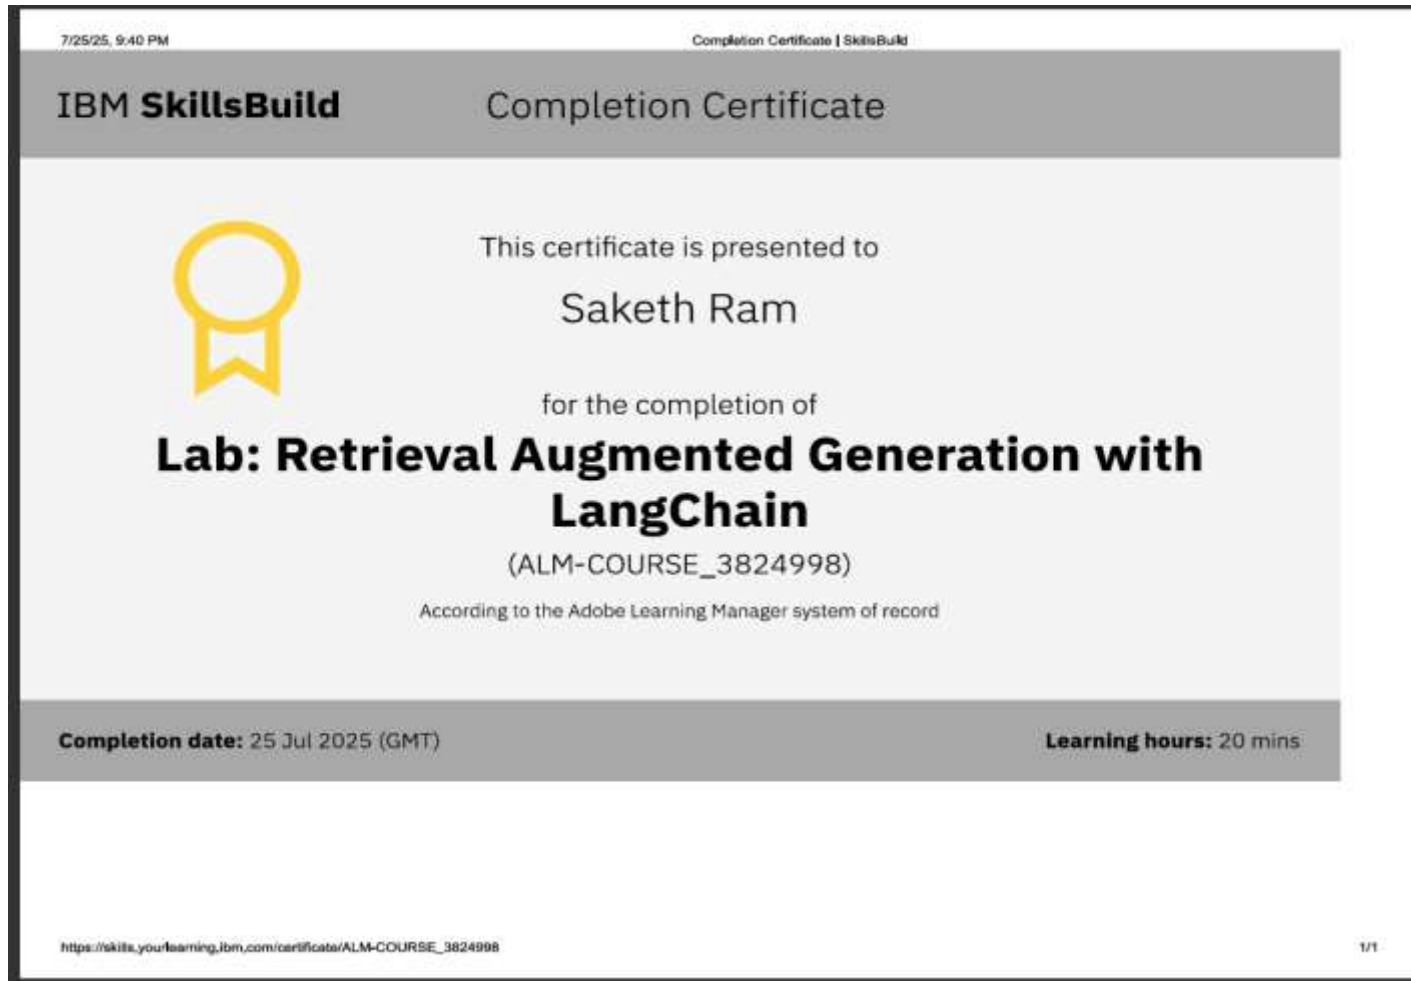 7/25/25, 9:40 PM
Completion Certificate | SkillsBuild
IBM SkillsBuild
Completion Certificate
This certificate is presented to
Saketh Ram
for the completion of
Lab: Retrieval Augmented Generation with
LangChain
(ALM-COURSE_3824998)
According to the Adobe Learning Manager system of record
Completion date: 25 Jul 2025 (GMT)
Learning hours: 20 mins
https://skills.yourlearning.ibm.com/certificate/ALM-COURSE_3824998
1/1